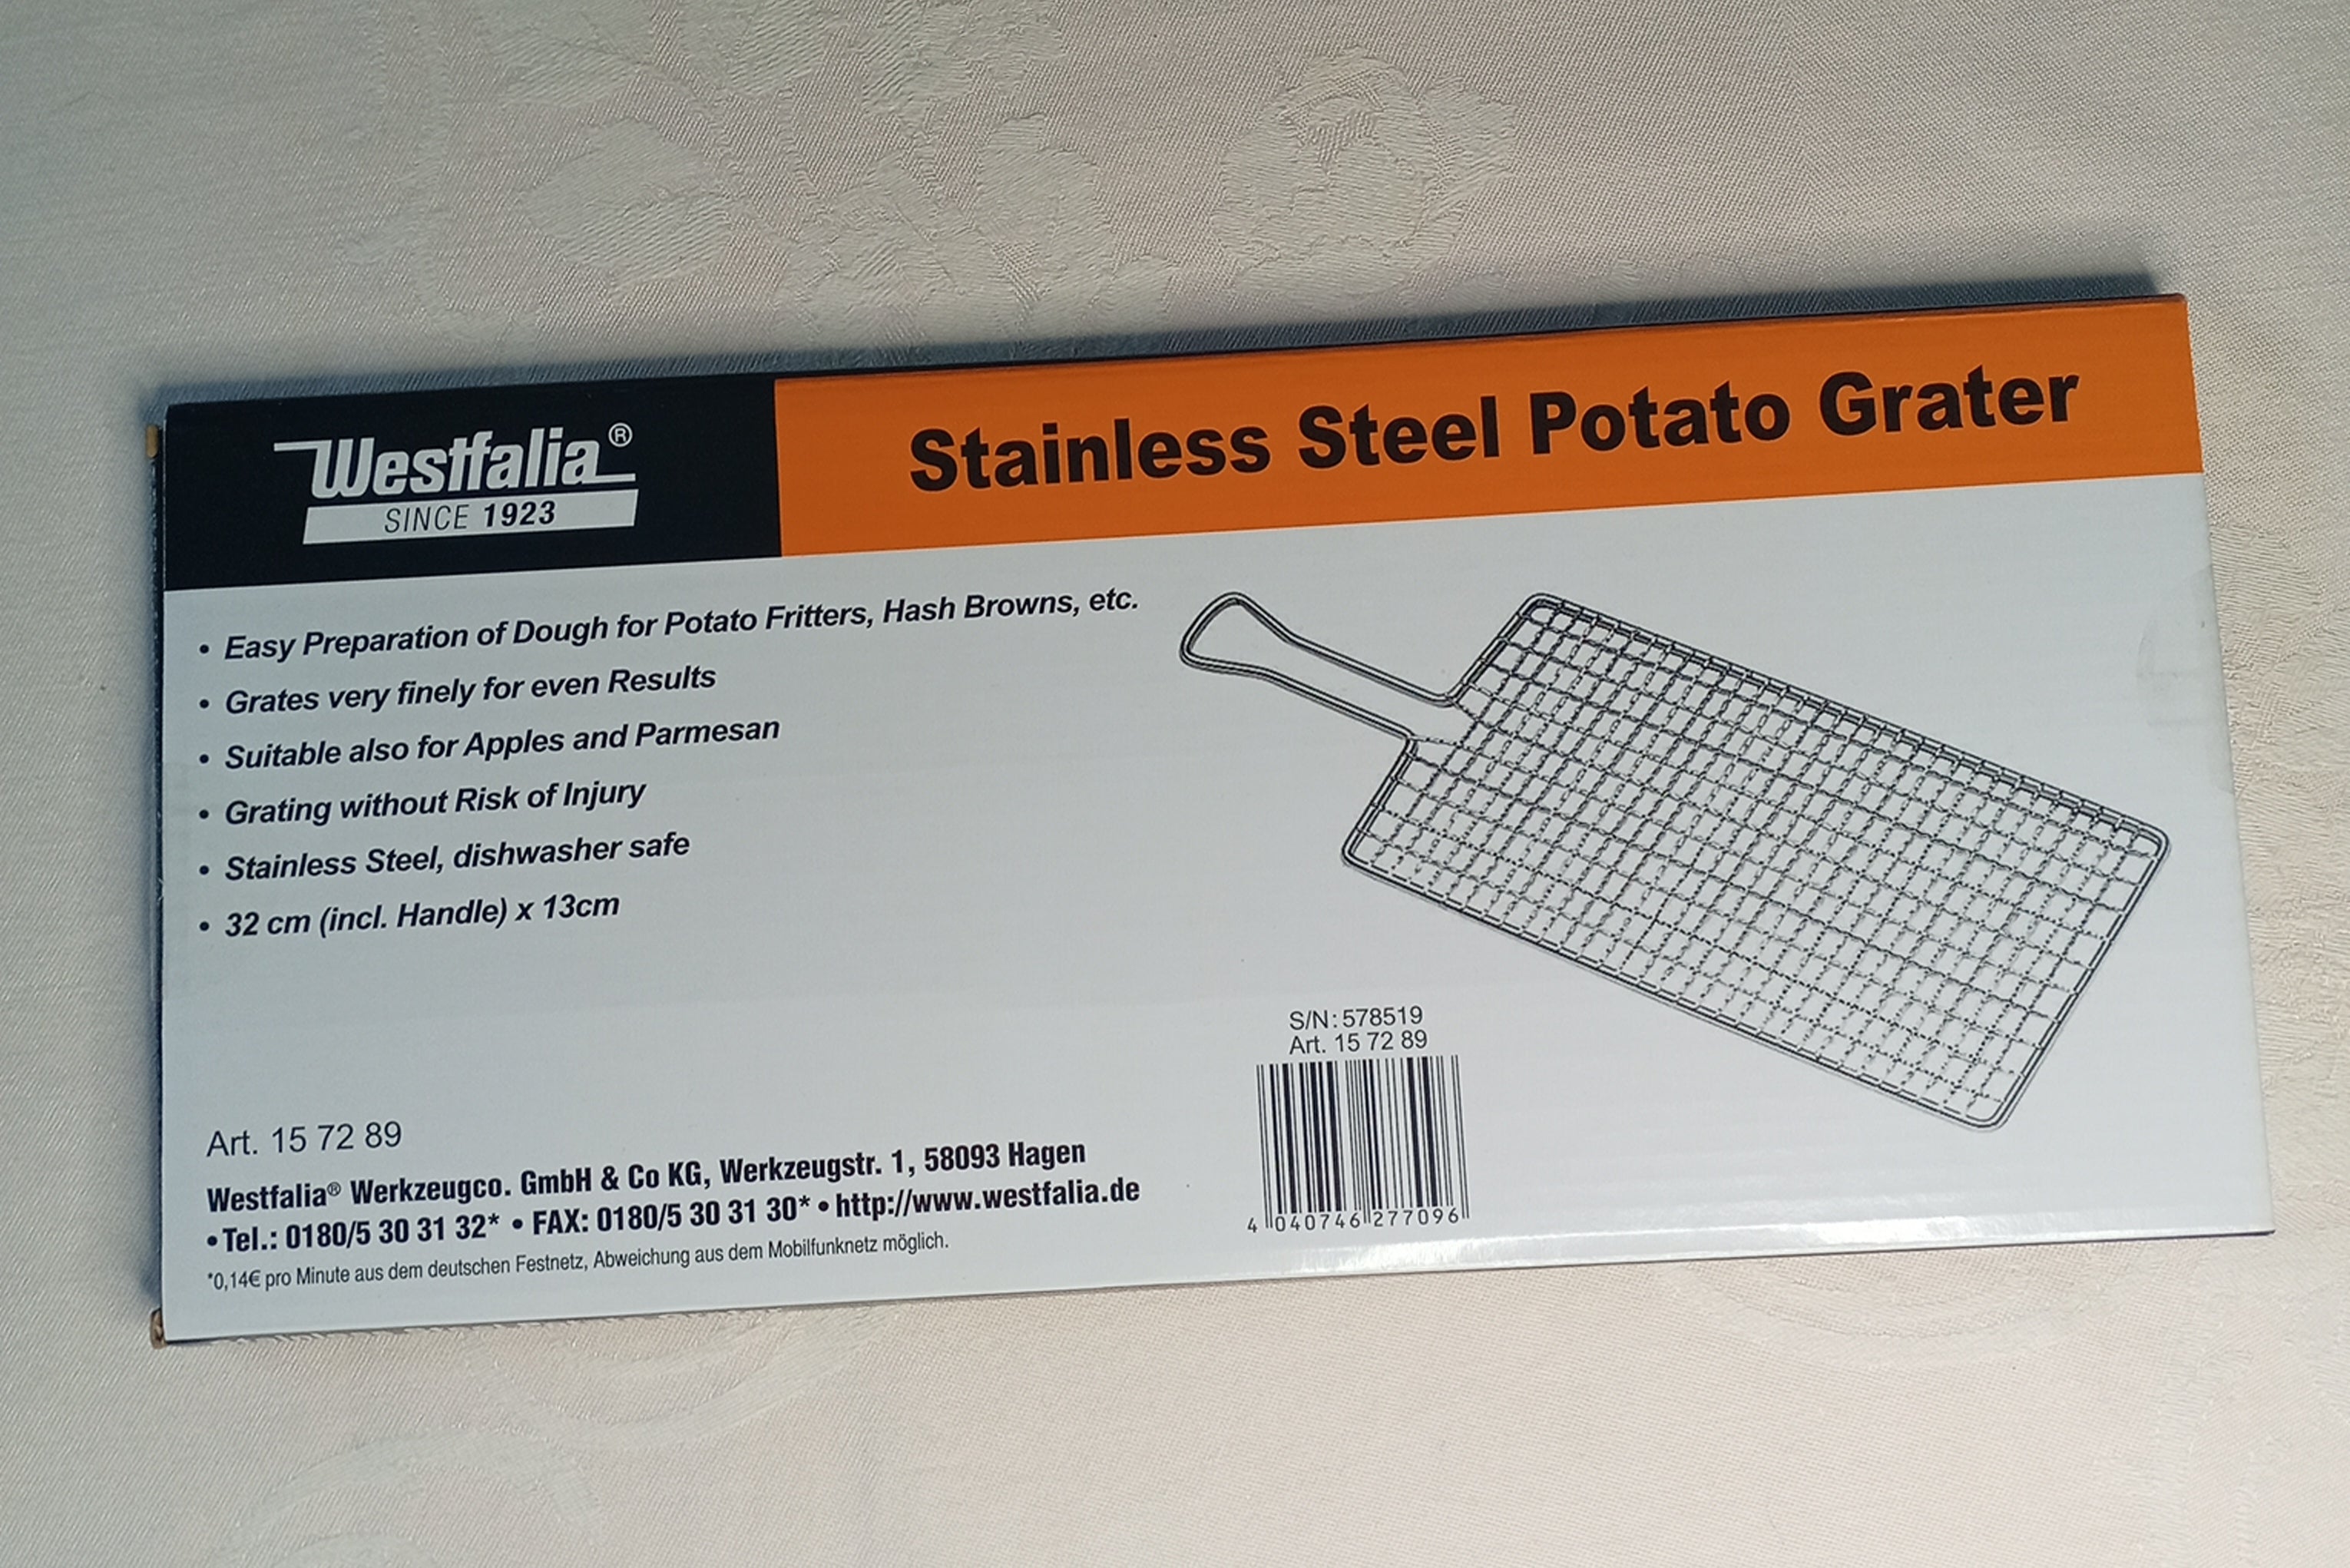 Westfalia®
SINCE 1923
Stainless Steel Potato Grater
• Easy Preparation of Dough for Potato Fritters, Hash Browns, etc.
• Grates very finely for even Results
• Suitable also for Apples and Parmesan
• Grating without Risk of Injury
• Stainless Steel, dishwasher safe
• 32 cm (incl. Handle) x 13cm
S/N: 578519
Art. 15 72 89
4 040746 277096
Art. 15 72 89
Westfalia® Werkzeugco. GmbH & Co KG, Werkzeugstr. 1, 58093 Hagen
• Tel.: 0180/5 30 31 32* • FAX: 0180/5 30 31 30* • http://www.westfalia.de
*0,14€ pro Minute aus dem deutschen Festnetz, Abweichung aus dem Mobilfunknetz möglich.